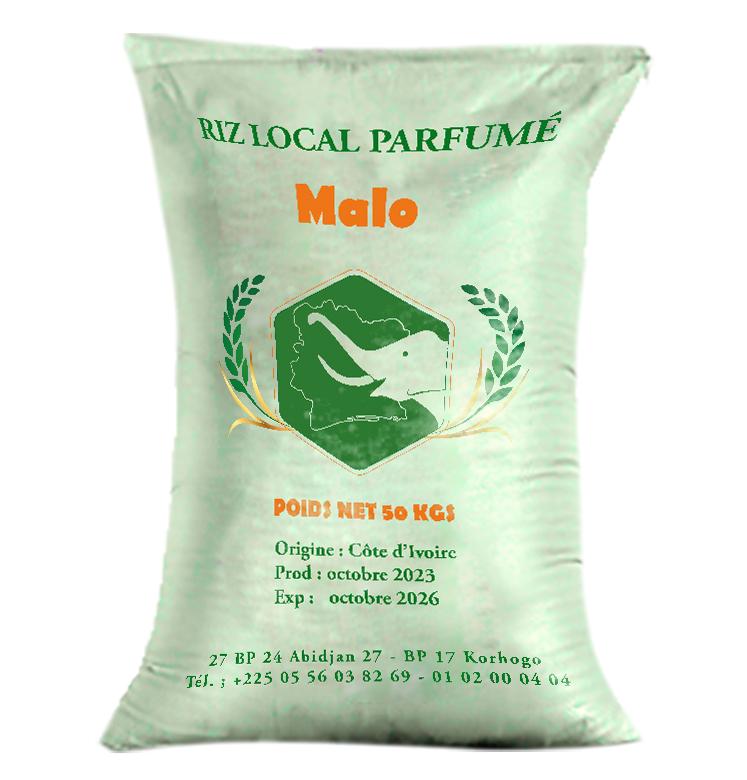 RIZ LOCAL PARFUMÉ
Malo
POIDS NET 50 KGS
Origine : Côte d'Ivoire
Prod : octobre 2023
Exp : octobre 2026
27 BP 24 Abidjan 27 - BP 17 Korhogo
Tél. ; +225 05 56 03 82 69 - 01 02 00 04 04